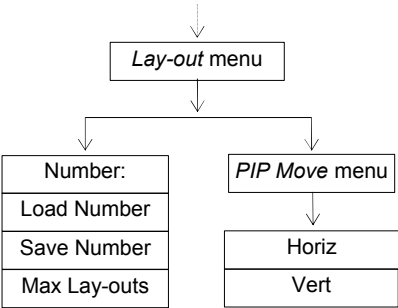 Lay-out menu
Number:
Load Number
Save Number
Max Lay-outs
PIP Move menu
Horiz
Vert